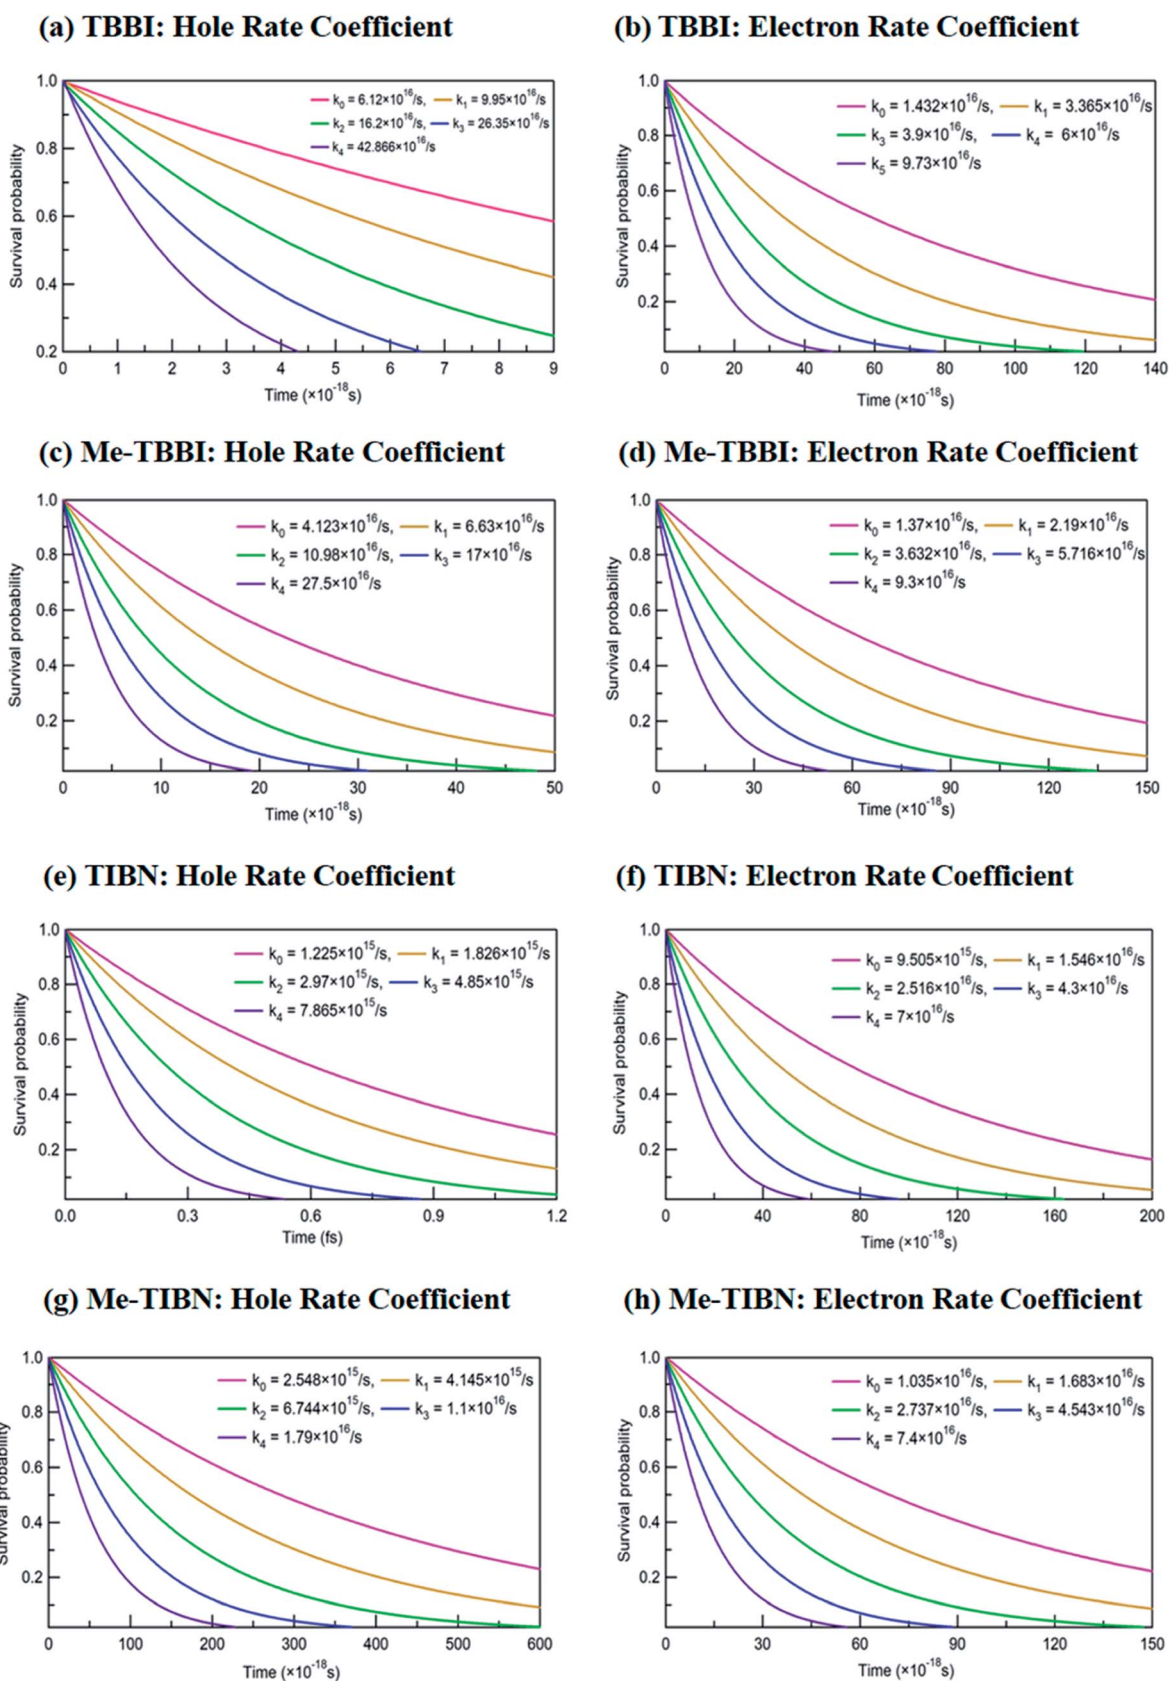 (a) TBBI: Hole Rate Coefficient
1.0
0.8
0.6
0.4
0.2
Survival probability
k₀ = 6.12×10¹⁶/s, k₁ = 9.95×10¹⁶/s
k₂ = 16.2×10¹⁶/s, k₃ = 26.35×10¹⁶/s
k₄ = 42.866×10¹⁶/s
0 1 2 3 4 5 6 7 8 9
Time (×10⁻¹⁸s)
(b) TBBI: Electron Rate Coefficient
1.0
0.8
0.6
0.4
0.2
Survival probability
k₀ = 1.432×10¹⁶/s, k₁ = 3.365×10¹⁶/s
k₃ = 3.9×10¹⁶/s, k₄ = 6×10¹⁶/s
k₅ = 9.73×10¹⁶/s
0 20 40 60 80 100 120 140
Time (×10⁻¹⁸s)
(c) Me-TBBI: Hole Rate Coefficient
1.0
0.8
0.6
0.4
0.2
Survival probability
k₀ = 4.123×10¹⁶/s, k₁ = 6.63×10¹⁶/s
k₂ = 10.98×10¹⁶/s, k₃ = 17×10¹⁶/s
k₄ = 27.5×10¹⁶/s
0 10 20 30 40 50
Time (×10⁻¹⁸s)
(d) Me-TBBI: Electron Rate Coefficient
1.0
0.8
0.6
0.4
0.2
Survival probability
k₀ = 1.37×10¹⁶/s, k₁ = 2.19×10¹⁶/s
k₂ = 3.632×10¹⁶/s, k₃ = 5.716×10¹⁶/s
k₄ = 9.3×10¹⁶/s
0 30 60 90 120 150
Time (×10⁻¹⁸s)
(e) TIBN: Hole Rate Coefficient
1.0
0.8
0.6
0.4
0.2
Survival probability
k₀ = 1.225×10¹⁵/s, k₁ = 1.826×10¹⁵/s
k₂ = 2.97×10¹⁵/s, k₃ = 4.85×10¹⁵/s
k₄ = 7.865×10¹⁵/s
0.0 0.3 0.6 0.9 1.2
Time (fs)
(f) TIBN: Electron Rate Coefficient
1.0
0.8
0.6
0.4
0.2
Survival probability
k₀ = 9.505×10¹⁵/s, k₁ = 1.546×10¹⁶/s
k₂ = 2.516×10¹⁶/s, k₃ = 4.3×10¹⁶/s
k₄ = 7×10¹⁶/s
0 40 80 120 160 200
Time (×10⁻¹⁸s)
(g) Me-TIBN: Hole Rate Coefficient
1.0
0.8
0.6
0.4
0.2
Survival probability
k₀ = 2.548×10¹⁵/s, k₁ = 4.145×10¹⁵/s
k₂ = 6.744×10¹⁵/s, k₃ = 1.1×10¹⁶/s
k₄ = 1.79×10¹⁶/s
0 100 200 300 400 500 600
Time (×10⁻¹⁸s)
(h) Me-TIBN: Electron Rate Coefficient
1.0
0.8
0.6
0.4
0.2
Survival probability
k₀ = 1.035×10¹⁶/s, k₁ = 1.683×10¹⁶/s
k₂ = 2.737×10¹⁶/s, k₃ = 4.543×10¹⁶/s
k₄ = 7.4×10¹⁶/s
0 30 60 90 120 150
Time (×10⁻¹⁸s)